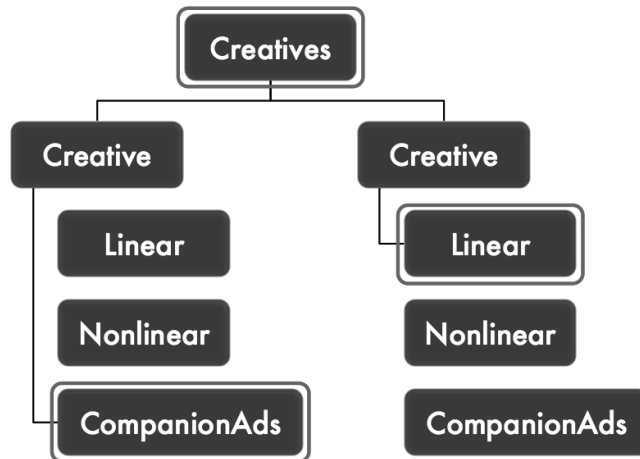 Creatives
Creative
Creative
Linear
Linear
Nonlinear
Nonlinear
CompanionAds
CompanionAds